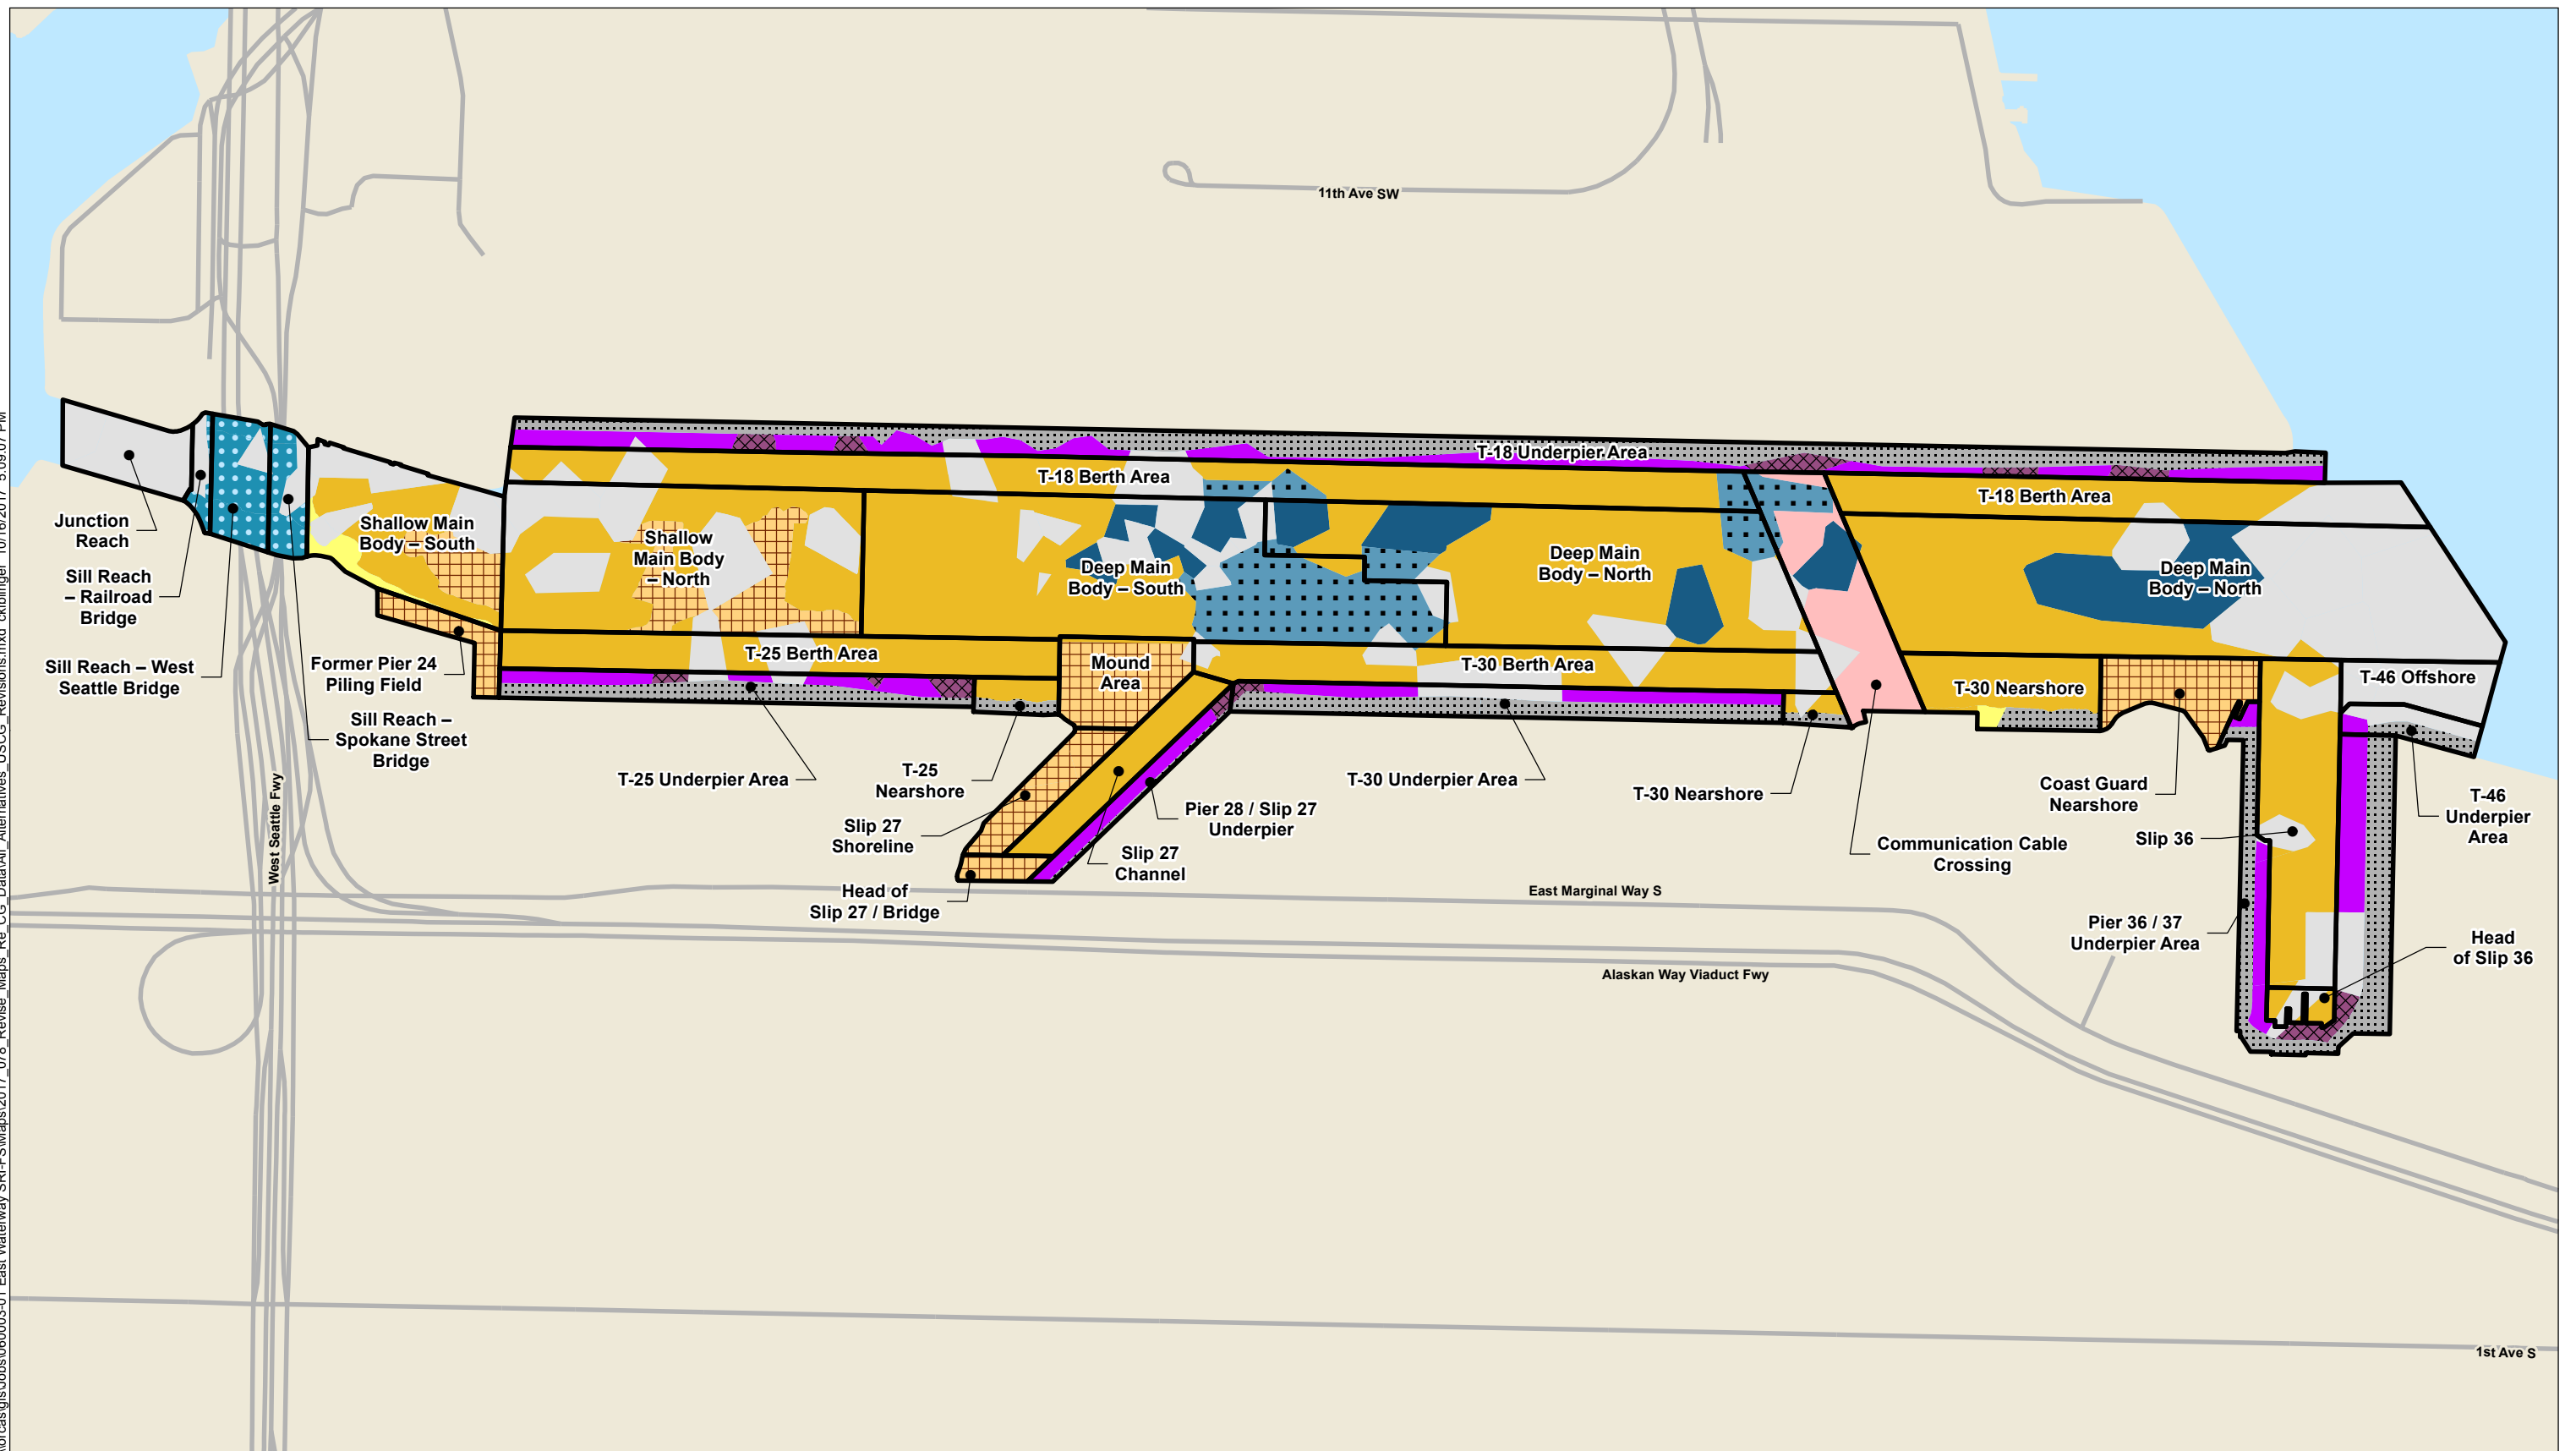 11th Ave SW
T-18 Underpier Area
T-18 Berth Area
T-18 Berth Area
Junction
Reach
Sill Reach
– Railroad
Bridge
Sill Reach – West
Seattle Bridge
Shallow Main
Body – South
Shallow
Main Body
– North
Deep Main
Body – South
Deep Main
Body – North
Deep Main
Body – North
Former Pier 24
Piling Field
Sill Reach –
Spokane Street
Bridge
T-25 Berth Area
Mound
Area
T-30 Berth Area
T-30 Nearshore
T-46 Offshore
T-25 Underpier Area
T-25
Nearshore
Slip 27
Shoreline
Head of
Slip 27 / Bridge
Slip 27
Channel
Pier 28 / Slip 27
Underpier
T-30 Underpier Area
T-30 Nearshore
Communication Cable
Crossing
Coast Guard
Nearshore
Slip 36
T-46
Underpier
Area
Pier 36 / 37
Underpier Area
Head
of Slip 36
West Seattle Fwy
East Marginal Way S
Alaskan Way Viaduct Fwy
1st Ave S